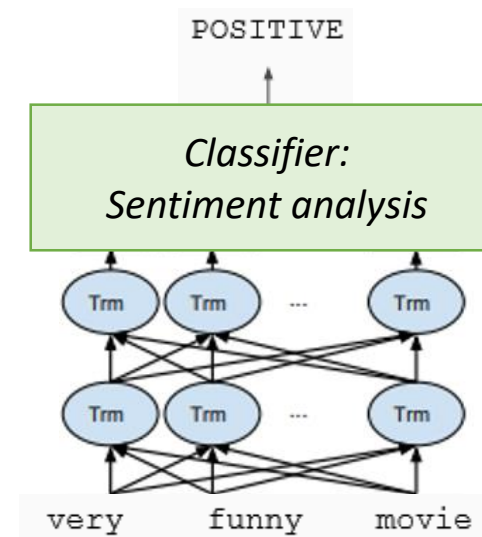 POSITIVE
Classifier:
Sentiment analysis
Trm Trm ... Trm
Trm Trm ... Trm
very funny movie